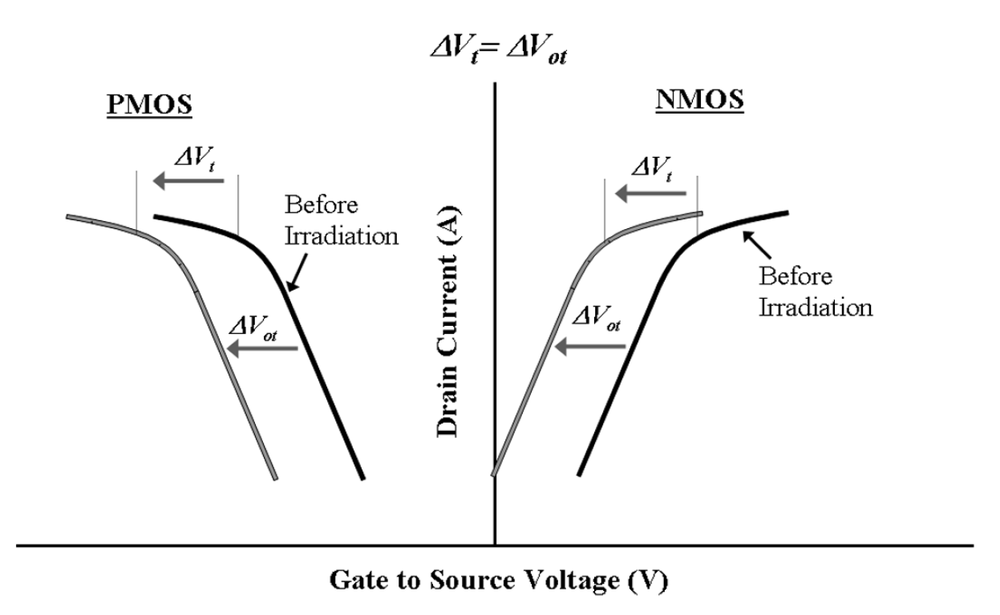 ΔVt= ΔVot
PMOS
NMOS
ΔVt
ΔVt
Before
Irradiation
Before
Irradiation
ΔVot
ΔVot
Drain Current (A)
Gate to Source Voltage (V)